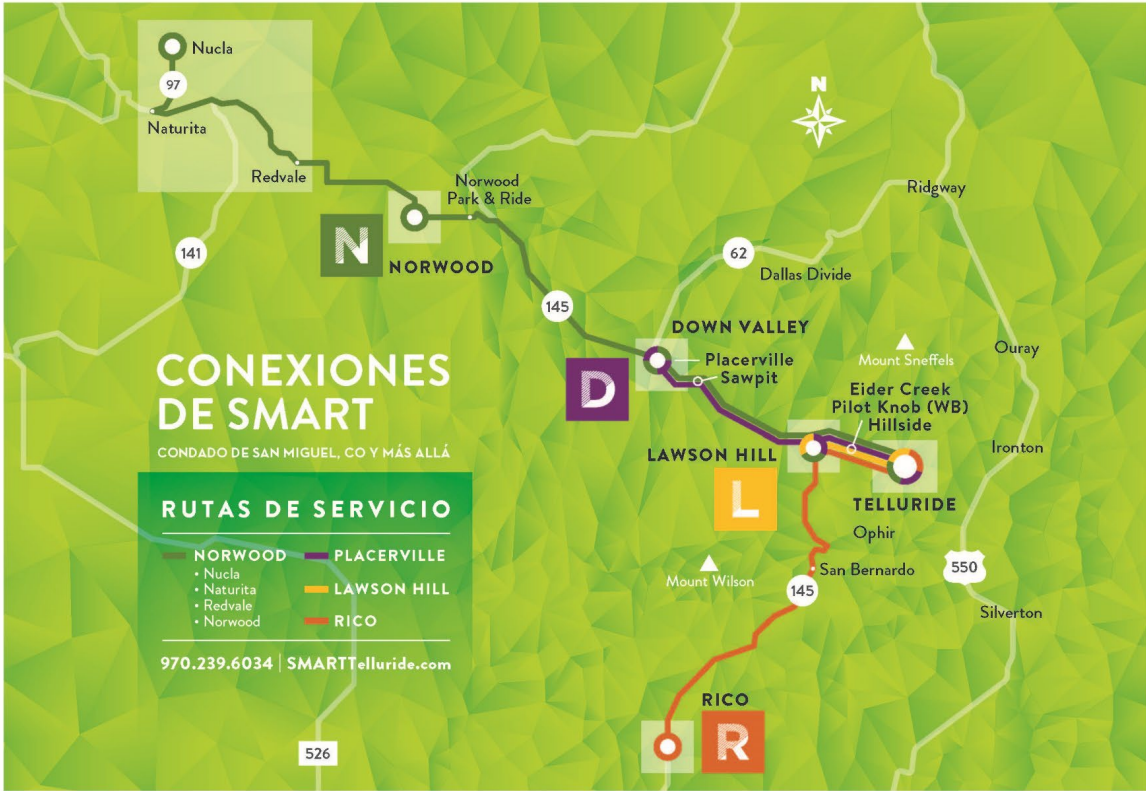 Nucla
97
Naturita
Redvale
Norwood
Park & Ride
N
N
NORWOOD
141
145
Ridgway
62
Dallas Divide
DOWN VALLEY
Placerville
Sawpit
D
Mount Sneffels
Ouray
Eider Creek
Pilot Knob (WB)
Hillside
Ironton
LAWSON HILL
L
TELLURIDE
Ophir
550
San Bernardo
Mount Wilson
145
Silverton
RICO
R
CONEXIONES
DE SMART
CONDADO DE SAN MIGUEL, CO Y MÁS ALLÁ
RUTAS DE SERVICIO
NORWOOD
• Nucla
• Naturita
• Redvale
• Norwood
PLACERVILLE
LAWSON HILL
RICO
970.239.6034 | SMARTTelluride.com
526